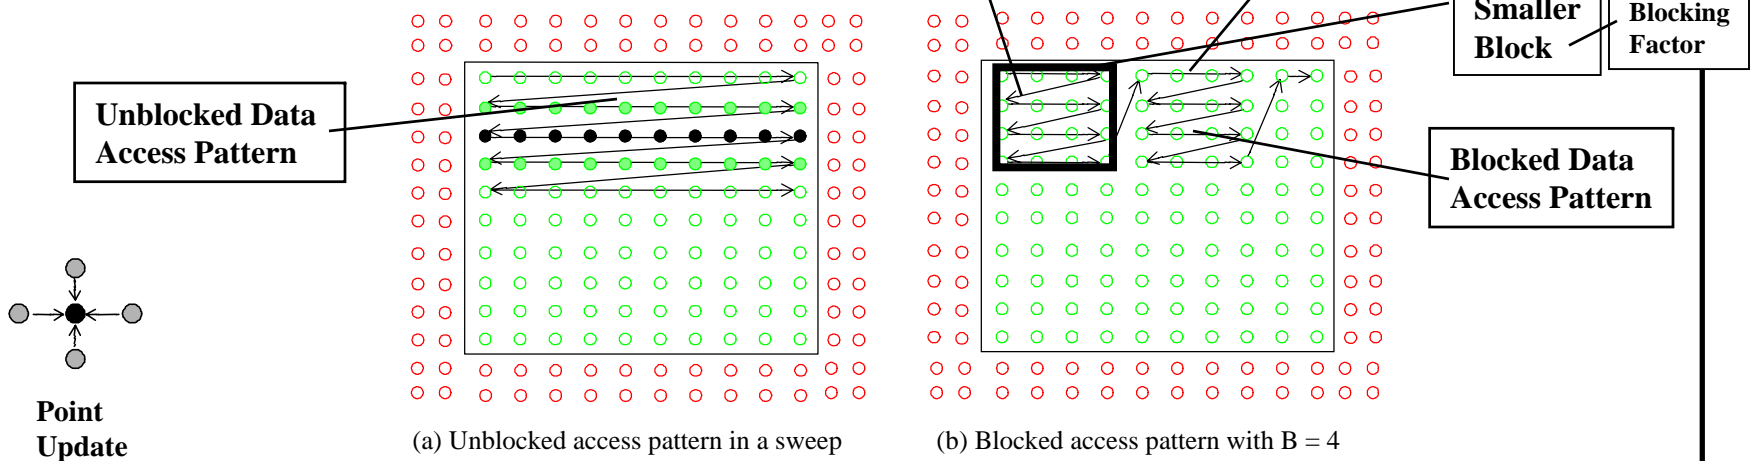 Smaller
Block
Blocking
Factor
Unblocked Data
Access Pattern
Blocked Data
Access Pattern
Point
Update
(a) Unblocked access pattern in a sweep
(b) Blocked access pattern with B = 4